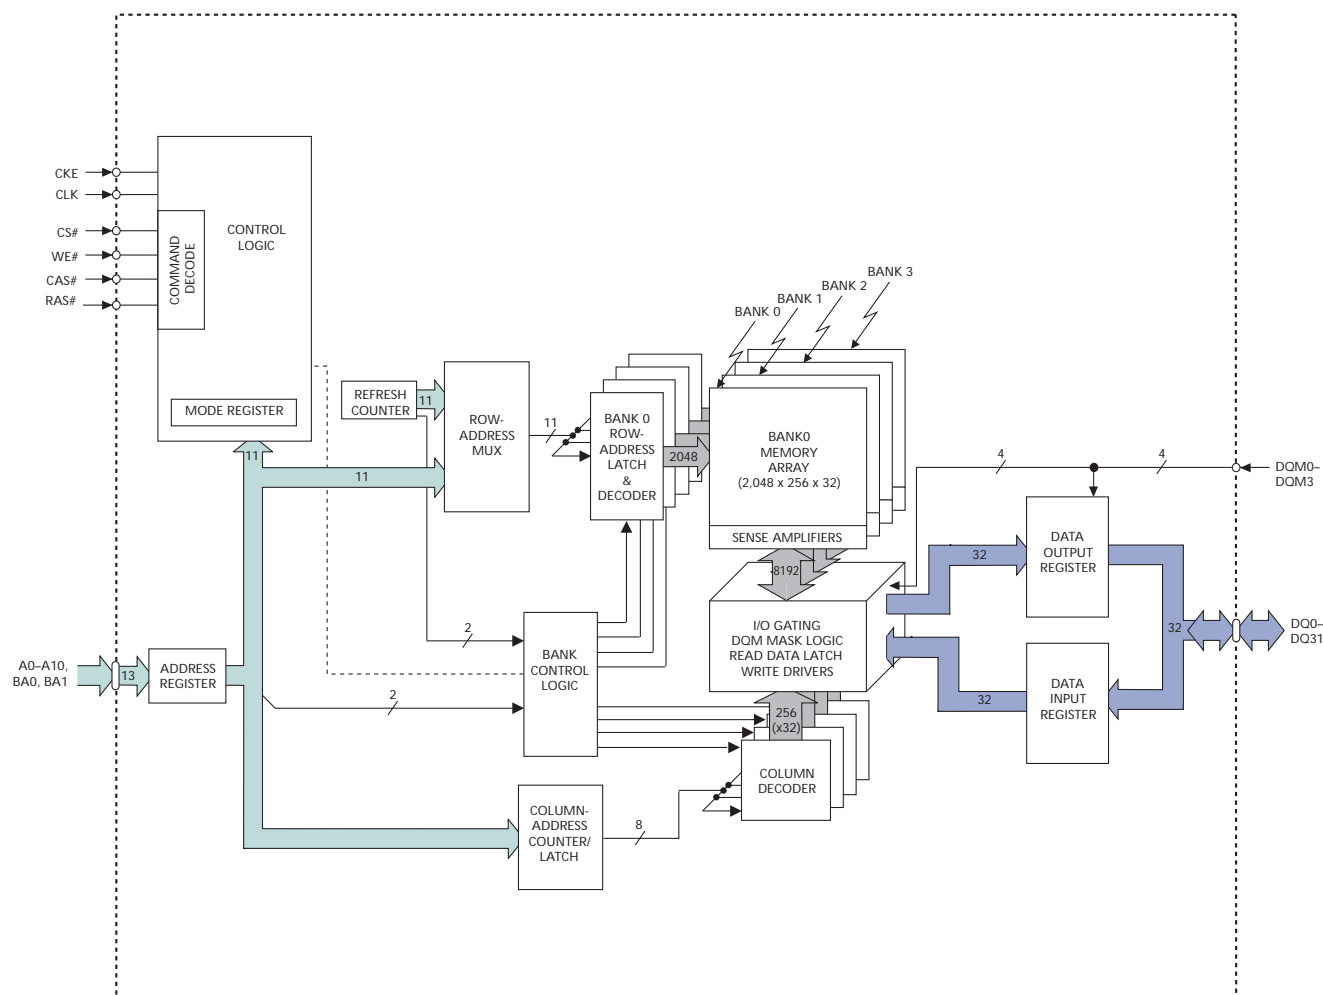 CKE
CLK
CS#
WE#
CAS#
RAS#
COMMAND
DECODE
CONTROL
LOGIC
MODE REGISTER
11
REFRESH
COUNTER
11
11
ROW-
ADDRESS
MUX
11
BANK 0
ROW-
ADDRESS
LATCH
&
DECODER
2048
BANK 0
BANK 1
BANK 2
BANK 3
BANK0
MEMORY
ARRAY
(2,048 x 256 x 32)
SENSE AMPLIFIERS
8192
I/O GATING
DQM MASK LOGIC
READ DATA LATCH
WRITE DRIVERS
4
4
DQM0–
DQM3
32
DATA
OUTPUT
REGISTER
32
DQ0–
DQ31
32
DATA
INPUT
REGISTER
A0–A10,
BA0, BA1
13
ADDRESS
REGISTER
2
2
BANK
CONTROL
LOGIC
256
(x32)
COLUMN
DECODER
COLUMN-
ADDRESS
COUNTER/
LATCH
8